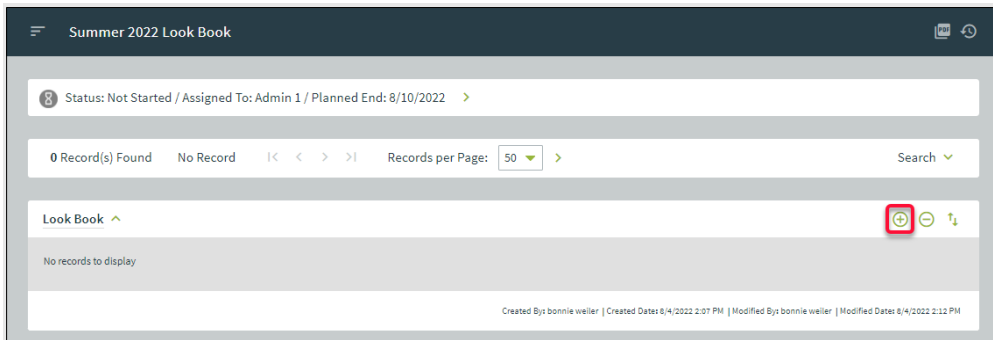 Summer 2022 Look Book
PDF
Status: Not Started / Assigned To: Admin 1 / Planned End: 8/10/2022
0 Record(s) Found No Record Records per Page: 50 Search
Look Book
No records to display
Created By: bonnie weiler | Created Date: 8/4/2022 2:07 PM | Modified By: bonnie weiler | Modified Date: 8/4/2022 2:12 PM